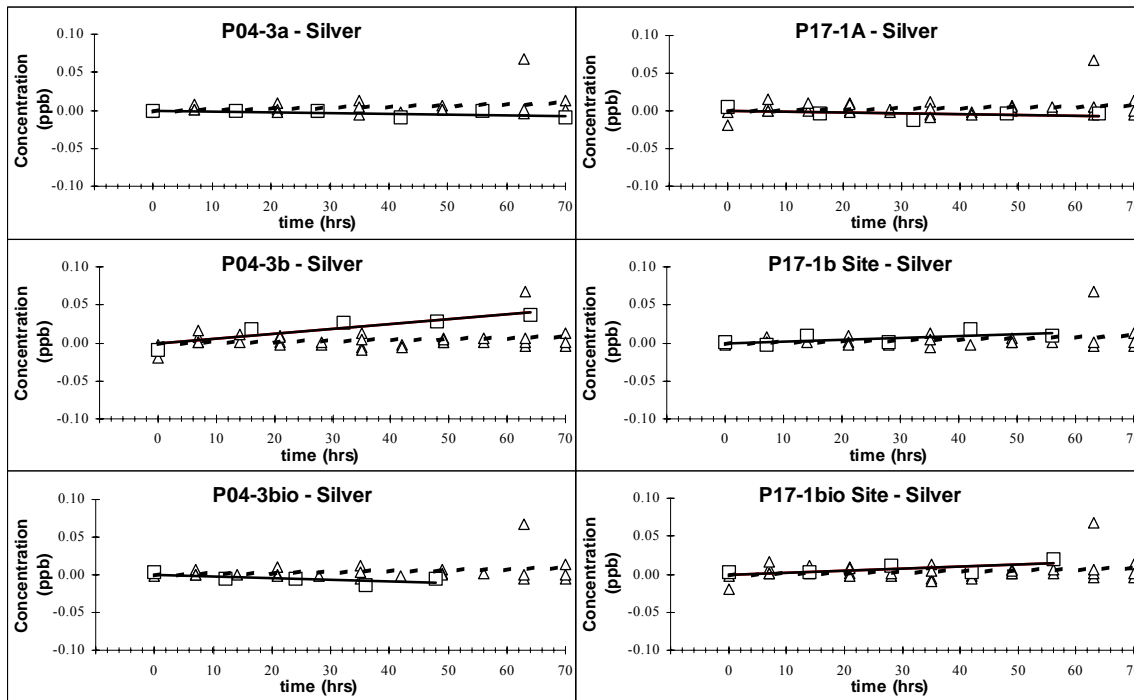 P04-3a - Silver
Concentration
(ppb)
0.10
0.05
0.00
-0.05
-0.10
0 10 20 30 40 50 60 70
time (hrs)
P17-1A - Silver
Concentration
(ppb)
0.10
0.05
0.00
-0.05
-0.10
0 10 20 30 40 50 60 70
time (hrs)
P04-3b - Silver
Concentration
(ppb)
0.10
0.05
0.00
-0.05
-0.10
0 10 20 30 40 50 60 70
time (hrs)
P17-1b Site - Silver
Concentration
(ppb)
0.10
0.05
0.00
-0.05
-0.10
0 10 20 30 40 50 60 70
time (hrs)
P04-3bio - Silver
Concentration
(ppb)
0.10
0.05
0.00
-0.05
-0.10
0 10 20 30 40 50 60 70
time (hrs)
P17-1bio Site - Silver
Concentration
(ppb)
0.10
0.05
0.00
-0.05
-0.10
0 10 20 30 40 50 60 70
time (hrs)